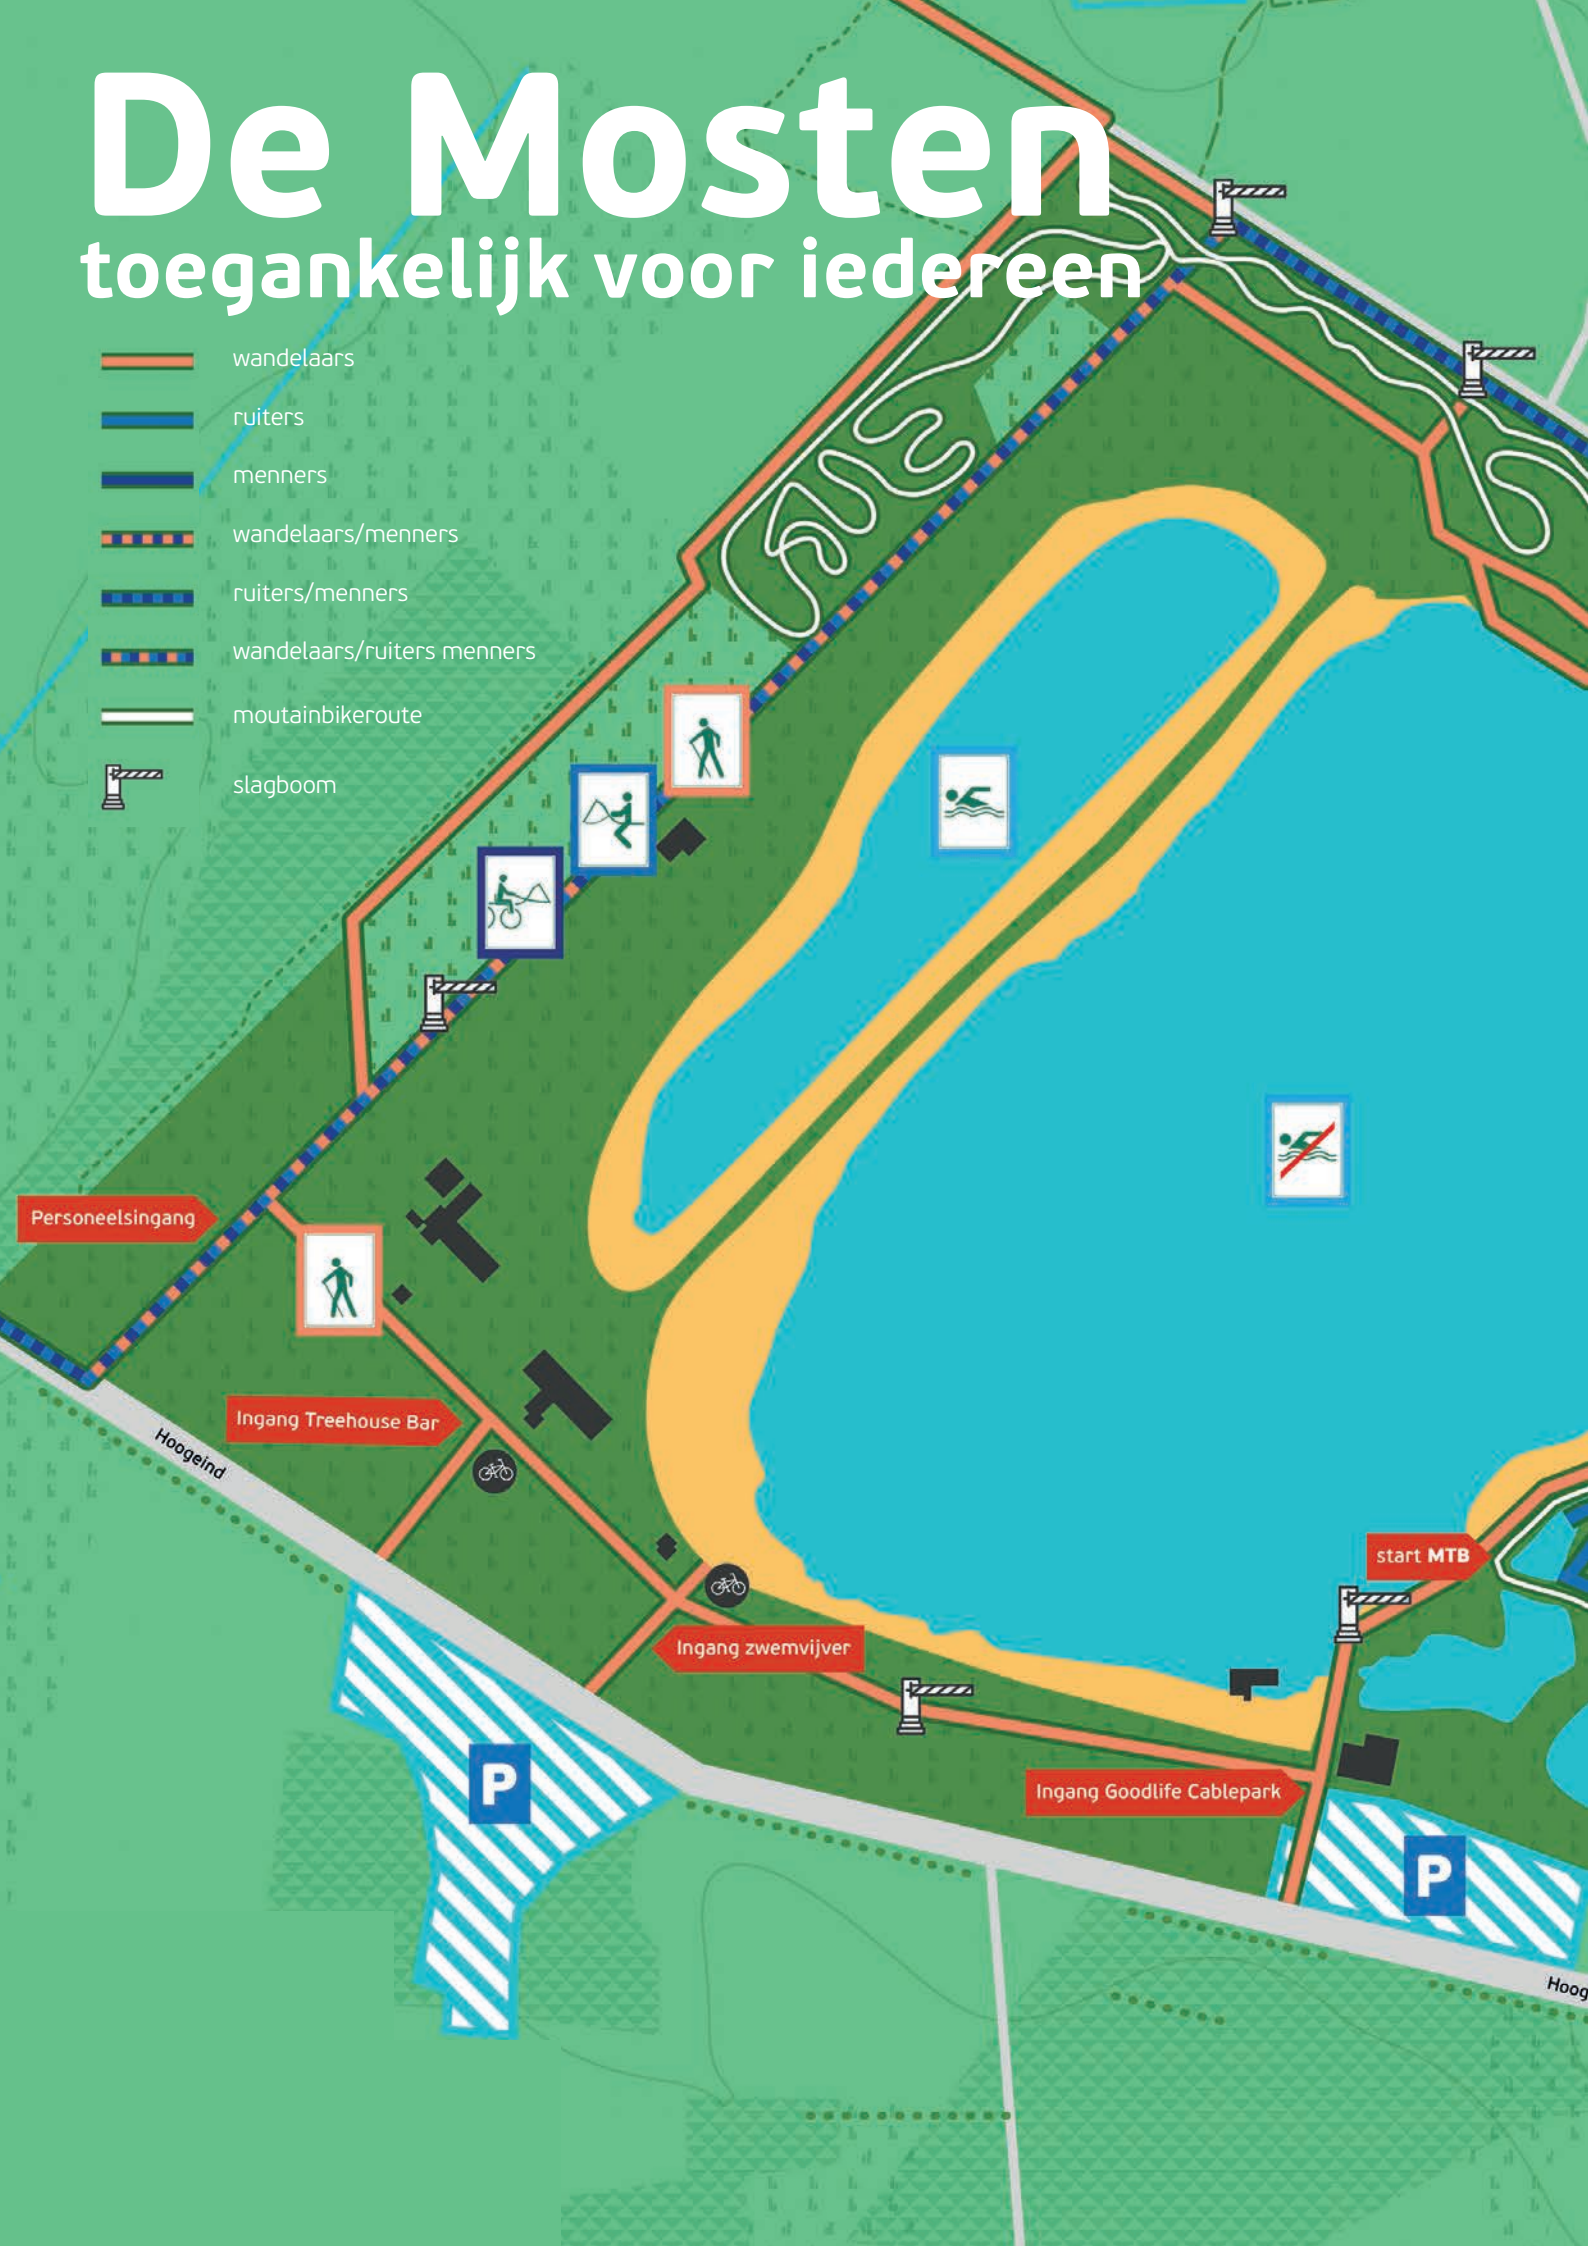 De Mosten
toegankelijk voor iedereen
wandelaars
ruiters
menners
wandelaars/menners
ruiters/menners
wandelaars/ruiters menners
moutainbikeroute
slagboom
Personeelsingang
Ingang Treehouse Bar
Hoogeind
start MTB
Ingang zwemvijver
P
Ingang Goodlife Cablepark
P
Hoog